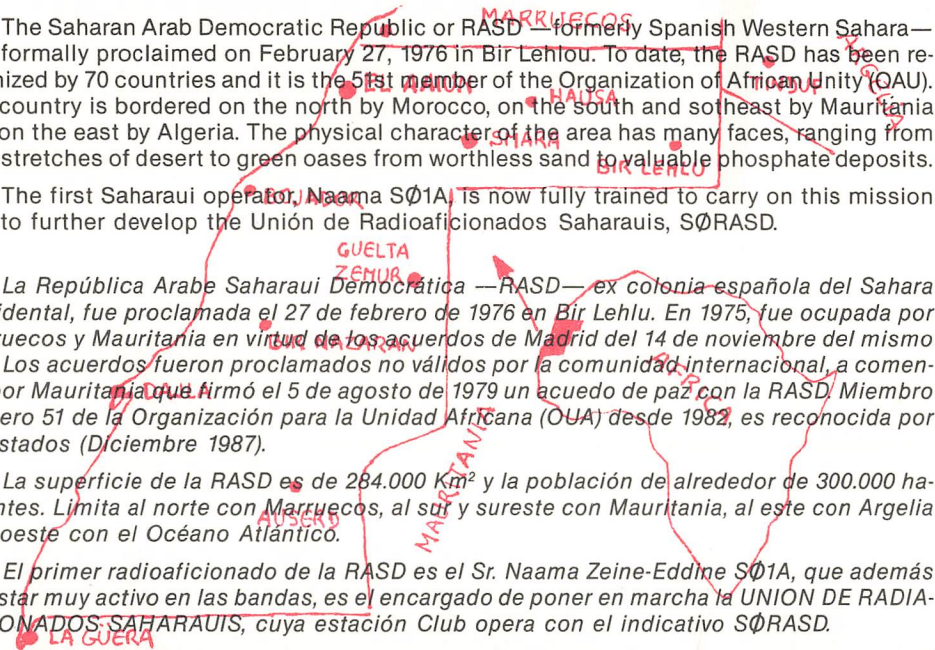 The Saharan Arab Democratic Republic or RASD —formerly Spanish Western Sahara—
formally proclaimed on February 27, 1976 in Bir Lehlou. To date, the RASD has been re-
nized by 70 countries and it is the 51st member of the Organization of African Unity (OAU).
country is bordered on the north by Morocco, on the south and sotheast by Mauritania
on the east by Algeria. The physical character of the area has many faces, ranging from
stretches of desert to green oases from worthless sand to valuable phosphate deposits.
The first Saharaui operator, Naama SØ1A, is now fully trained to carry on this mission
to further develop the Unión de Radioaficionados Saharauis, SØRASD.
La República Arabe Saharaui Democrática —RASD— ex colonia española del Sahara
idental, fue proclamada el 27 de febrero de 1976 en Bir Lehlu. En 1975, fue ocupada por
uecos y Mauritania en virtud de los acuerdos de Madrid del 14 de noviembre del mismo
Los acuerdos fueron proclamados no válidos por la comunidad internacional, a comen-
por Mauritania que firmó el 5 de agosto de 1979 un acuedo de paz con la RASD. Miembro
ero 51 de la Organización para la Unidad Africana (OUA) desde 1982, es reconocida por
stados (Diciembre 1987).
La superficie de la RASD es de 284.000 Km² y la población de alrededor de 300.000 ha-
ntes. Limita al norte con Marruecos, al sur y sureste con Mauritania, al este con Argelia
oeste con el Océano Atlántico.
El primer radioaficionado de la RASD es el Sr. Naama Zeine-Eddine SØ1A, que además
star muy activo en las bandas, es el encargado de poner en marcha la UNION DE RADIA-
ONADOS SAHARAUIS, cuya estación Club opera con el indicativo SØRASD.
MARRUECOS
ARGELIA
TINDUF
EL AAIUN
HAUSA
SMARA
BIR LEHLU
BOUJADOR
GUELTA
ZEMUR
BIR NAZARAN
DAJLA
AFRICA
MAURITANIA
AUSERD
LA GÜERA